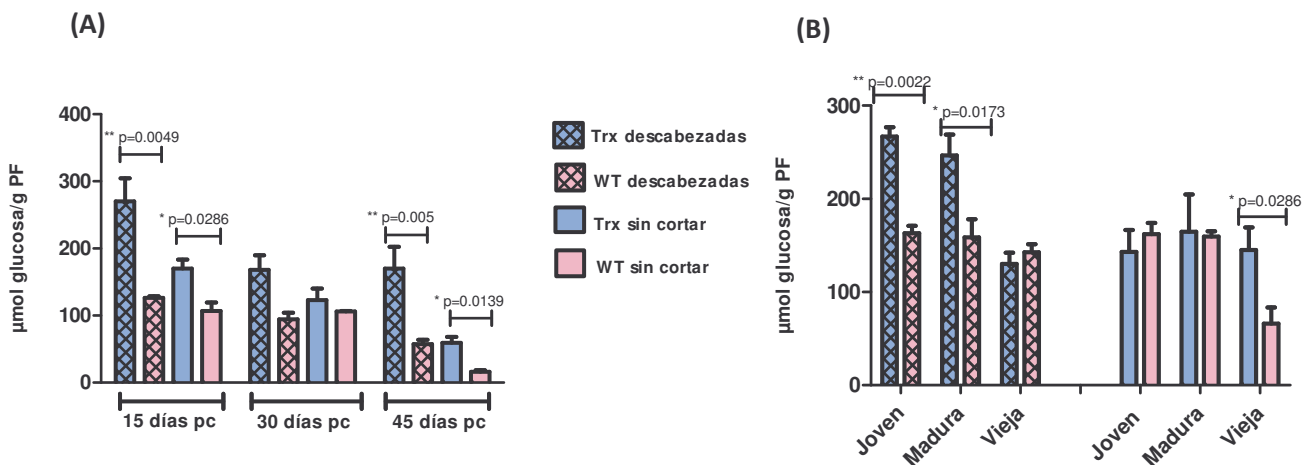 (A)
µmol glucosa/g PF
400
300
200
100
0
** p=0.0049
* p=0.0286
** p=0.005
* p=0.0139
15 días pc
30 días pc
45 días pc
Trx descabezadas
WT descabezadas
Trx sin cortar
WT sin cortar
(B)
µmol glucosa/g PF
300
200
100
0
** p=0.0022
* p=0.0173
* p=0.0286
Joven
Madura
Vieja
Joven
Madura
Vieja